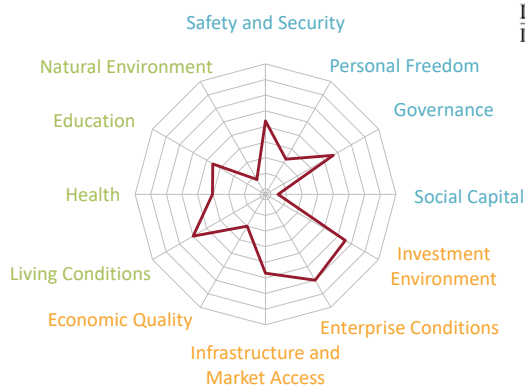 Safety and Security
Natural Environment
Personal Freedom
Education
Governance
Health
Social Capital
Investment
Environment
Living Conditions
Economic Quality
Enterprise Conditions
Infrastructure and
Market Access